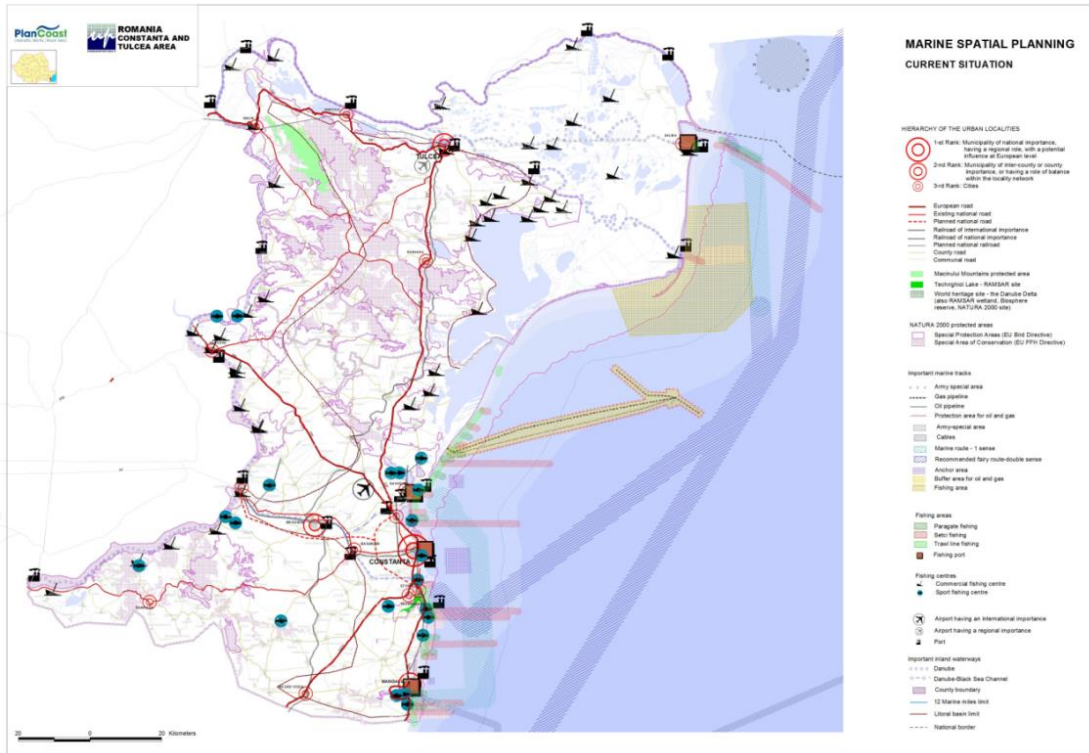 PlanCoast
ROMANIA
CONSTANTA AND
TULCEA AREA
MARINE SPATIAL PLANNING
CURRENT SITUATION
HIERARCHY OF THE URBAN LOCALITIES
1-st Rank: Municipality of national importance,
having a regional role, with a potential
influence at European level
2-nd Rank: Municipality of inter-county or county
importance, or having a role of balance
within the locality network
3-rd Rank: Cities
European road
Existing national road
Planned national road
Railroad of international importance
Railroad of national importance
Planned national railroad
County road
Communal road
Macinului Mountains protected area
Techirghiol Lake - RAMSAR site
World heritage site - the Danube Delta
(also RAMSAR wetland, Biosphere
reserve, NATURA 2000 site)
NATURA 2000 protected areas
Special Protection Areas (EU Bird Directive)
Special Area of Conservation (EU FFH Directive)
Important marine tracks
Army special area
Gas pipeline
Oil pipeline
Protection area for oil and gas
Army-special area
Cables
Marine route - 1 sense
Recommended fairy route-double sense
Anchor area
Buffer area for oil and gas
Fishing area
Fishing areas
Paragate fishing
Setci fishing
Trawl line fishing
Fishing port
Fishing centres
Commercial fishing centre
Sport fishing centre
Airport having an international importance
Airport having a regional importance
Port
Important inland waterways
Danube
Danube-Black Sea Channel
County boundary
12 Marine miles limit
Litoral basin limit
National border
TULCEA
CONSTANTA
20 0 20 Kilometers